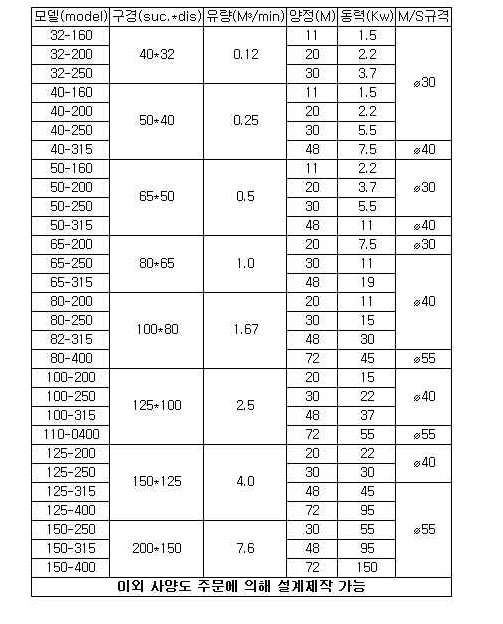 모델(model) 구경(suc.*dis) 유량(M³/min) 양정(M) 동력(Kw) M/S규격
32-160 40*32 0.12 11 1.5 ⌀30
32-200 20 2.2
32-250 30 3.7
40-160 50*40 0.25 11 1.5
40-200 20 2.2
40-250 30 5.5
40-315 48 7.5 ⌀40
50-160 65*50 0.5 11 2.2 ⌀30
50-200 20 3.7
50-250 30 5.5
50-315 48 11 ⌀40
65-200 80*65 1.0 20 7.5 ⌀30
65-250 30 11 ⌀40
65-315 48 19
80-200 100*80 1.67 20 11
80-250 30 15
82-315 48 30
80-400 72 45 ⌀55
100-200 125*100 2.5 20 15 ⌀40
100-250 30 22
100-315 48 37
110-0400 72 55 ⌀55
125-200 150*125 4.0 20 22 ⌀40
125-250 30 30
125-315 48 45 ⌀55
125-400 72 95
150-250 200*150 7.6 30 55
150-315 48 95
150-400 72 150
이외 사양도 주문에 의해 설계제작 가능